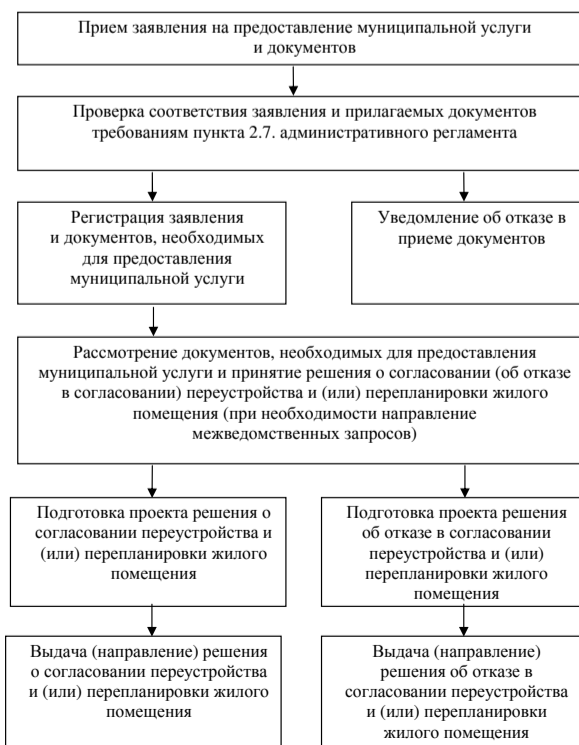 Прием заявления на предоставление муниципальной услуги
и документов
Проверка соответствия заявления и прилагаемых документов
требованиям пункта 2.7. административного регламента
Регистрация заявления
и документов, необходимых
для предоставления
муниципальной услуги
Уведомление об отказе в
приеме документов
Рассмотрение документов, необходимых для предоставления
муниципальной услуги и принятие решения о согласовании (об отказе
в согласовании) переустройства и (или) перепланировки жилого
помещения (при необходимости направление
межведомственных запросов)
Подготовка проекта решения о
согласовании переустройства и
(или) перепланировки жилого
помещения
Подготовка проекта решения
об отказе в согласовании
переустройства и (или)
перепланировки жилого
помещения
Выдача (направление) решения
о согласовании переустройства
и (или) перепланировки жилого
помещения
Выдача (направление)
решения об отказе в
согласовании переустройства
и (или) перепланировки
жилого помещения